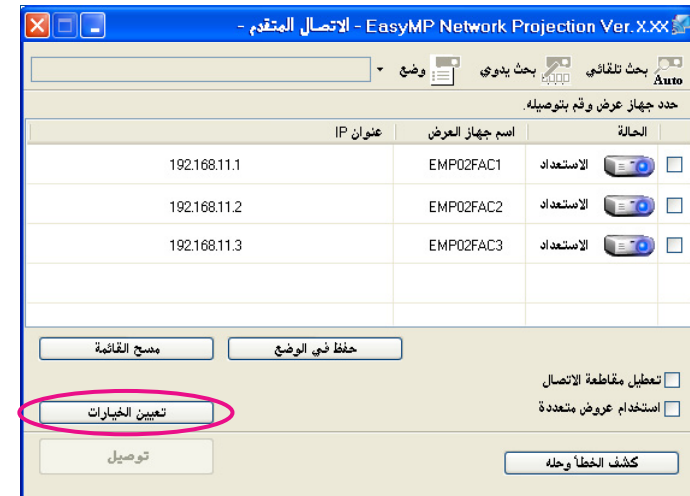 EasyMP Network Projection Ver.X.XX - الاتصال المتقدم -
بحث تلقائي Auto بحث يدوي وضع
حدد جهاز عرض وقم بتوصيله.
الحالة اسم جهاز العرض عنوان IP
الاستعداد EMP02FAC1 192.168.11.1
الاستعداد EMP02FAC2 192.168.11.2
الاستعداد EMP02FAC3 192.168.11.3
حفظ في الوضع مسح القائمة
تعطيل مقاطعة الاتصال
استخدام عروض متعددة تعيين الخيارات
كشف الخطأ وحله توصيل